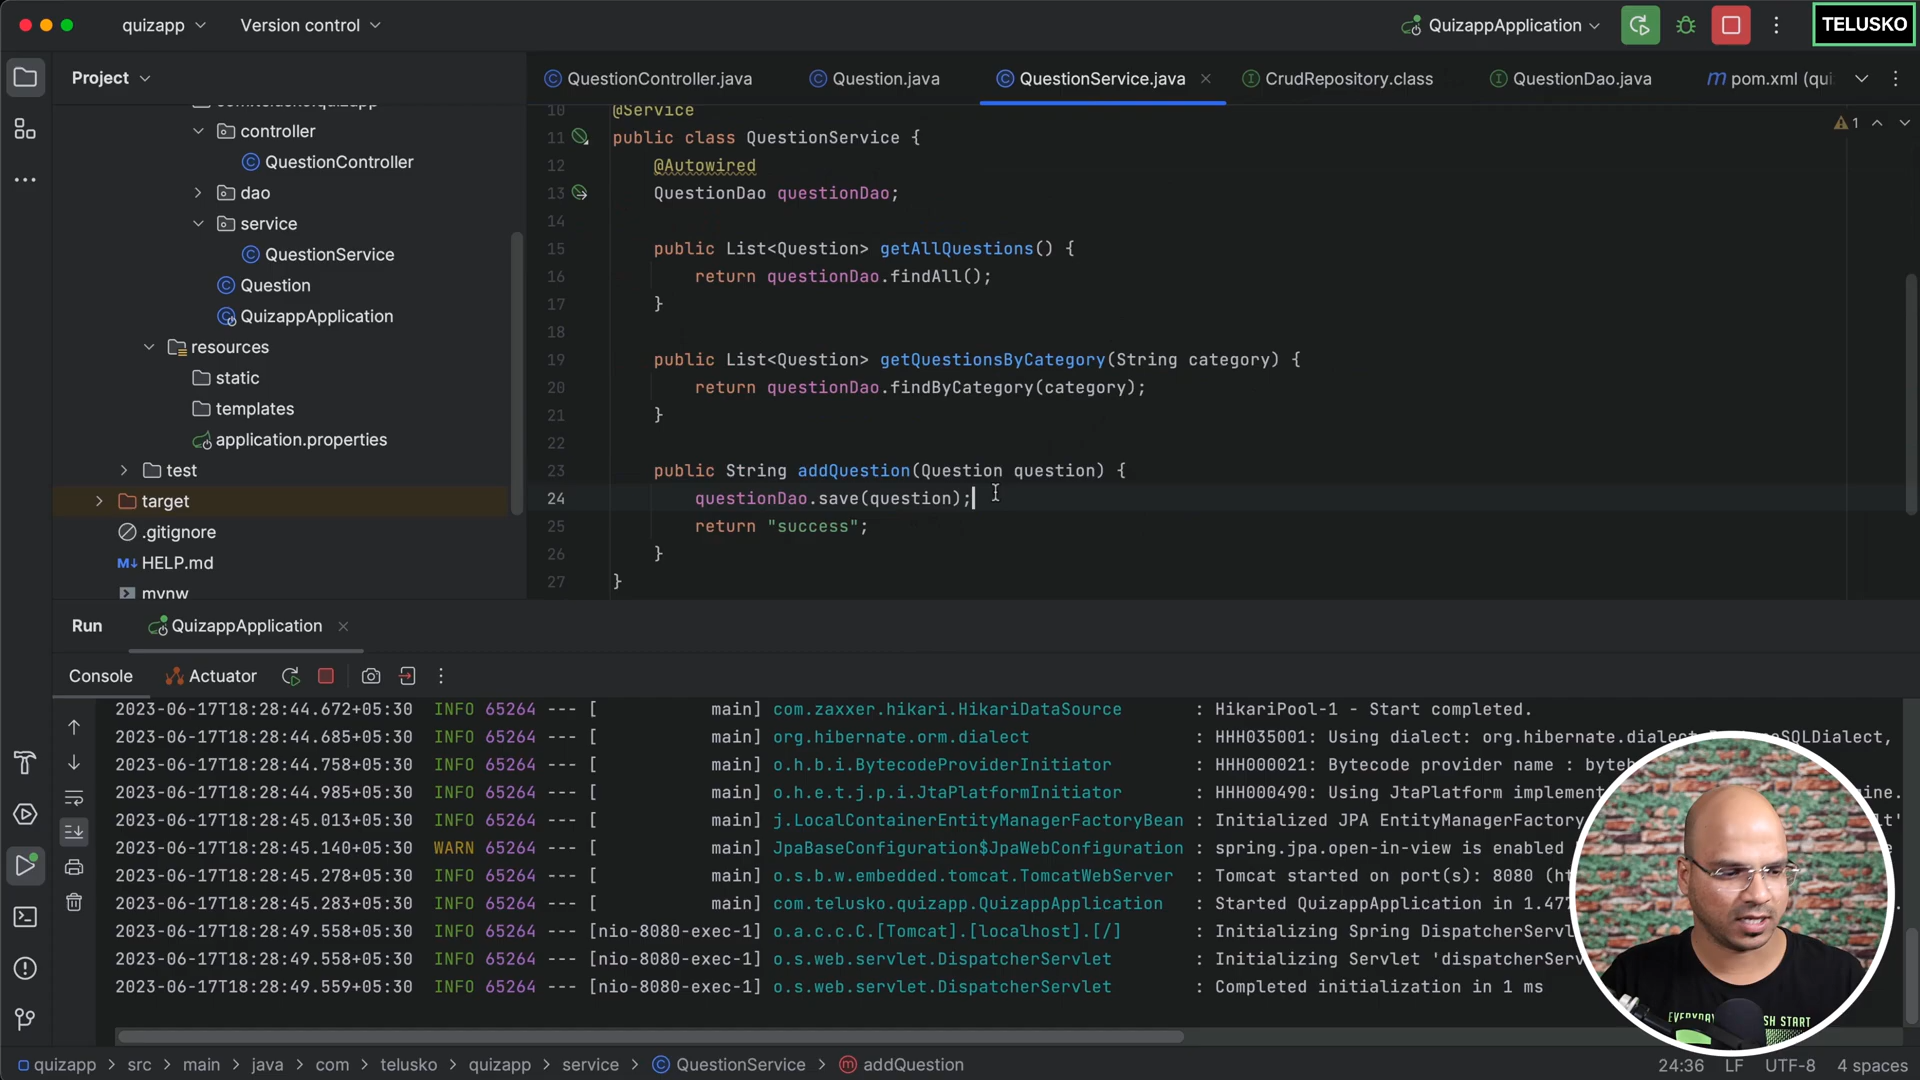 quizapp
Version control
QuizappApplication
TELUSKO
Project
QuestionController.java
Question.java
QuestionService.java
CrudRepository.class
QuestionDao.java
pom.xml (qui
controller
QuestionController
dao
service
QuestionService
Question
QuizappApplication
resources
static
templates
application.properties
test
target
.gitignore
HELP.md
mvnw
10 @Service
11 public class QuestionService {
12 @Autowired
13 QuestionDao questionDao;
14
15 public List<Question> getAllQuestions() {
16 return questionDao.findAll();
17 }
18
19 public List<Question> getQuestionsByCategory(String category) {
20 return questionDao.findByCategory(category);
21 }
22
23 public String addQuestion(Question question) {
24 questionDao.save(question);
25 return "success";
26 }
27 }
1
Run
QuizappApplication
Console
Actuator
2023-06-17T18:28:44.672+05:30 INFO 65264 --- [ main] com.zaxxer.hikari.HikariDataSource : HikariPool-1 - Start completed.
2023-06-17T18:28:44.685+05:30 INFO 65264 --- [ main] org.hibernate.orm.dialect : HHH035001: Using dialect: org.hibernate.dialect.PostgreSQLDialect,
2023-06-17T18:28:44.758+05:30 INFO 65264 --- [ main] o.h.b.i.BytecodeProviderInitiator : HHH000021: Bytecode provider name : byteb
2023-06-17T18:28:44.985+05:30 INFO 65264 --- [ main] o.h.e.t.j.p.i.JtaPlatformInitiator : HHH000490: Using JtaPlatform implement ine.
2023-06-17T18:28:45.013+05:30 INFO 65264 --- [ main] j.LocalContainerEntityManagerFactoryBean : Initialized JPA EntityManagerFactory lt'
2023-06-17T18:28:45.140+05:30 WARN 65264 --- [ main] JpaBaseConfiguration$JpaWebConfiguration : spring.jpa.open-in-view is enabled e
2023-06-17T18:28:45.278+05:30 INFO 65264 --- [ main] o.s.b.w.embedded.tomcat.TomcatWebServer : Tomcat started on port(s): 8080 (ht
2023-06-17T18:28:45.283+05:30 INFO 65264 --- [ main] com.telusko.quizapp.QuizappApplication : Started QuizappApplication in 1.477
2023-06-17T18:28:49.558+05:30 INFO 65264 --- [nio-8080-exec-1] o.a.c.c.C.[Tomcat].[localhost].[/] : Initializing Spring DispatcherServl
2023-06-17T18:28:49.558+05:30 INFO 65264 --- [nio-8080-exec-1] o.s.web.servlet.DispatcherServlet : Initializing Servlet 'dispatcherServ
2023-06-17T18:28:49.559+05:30 INFO 65264 --- [nio-8080-exec-1] o.s.web.servlet.DispatcherServlet : Completed initialization in 1 ms
quizapp > src > main > java > com > telusko > quizapp > service > QuestionService > addQuestion
24:36 LF UTF-8 4 spaces